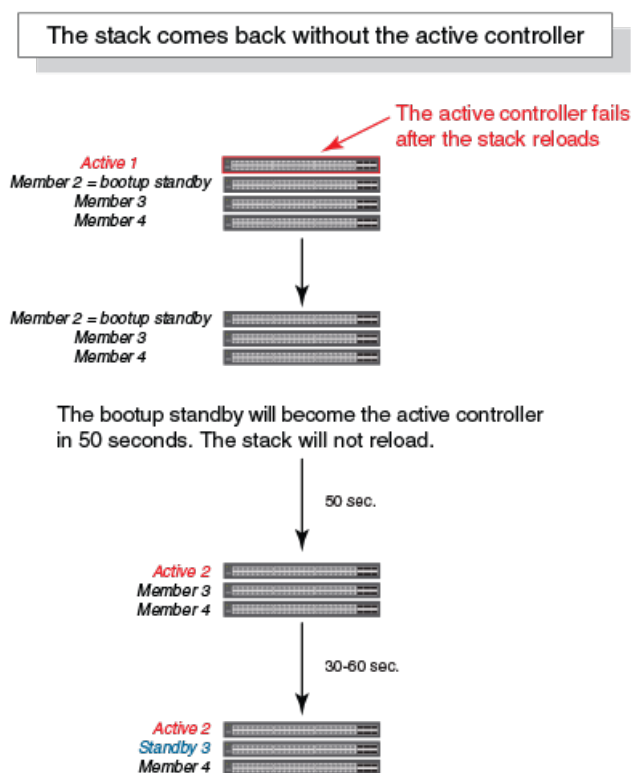 The stack comes back without the active controller
The active controller fails
after the stack reloads
Active 1
Member 2 = bootup standby
Member 3
Member 4
Member 2 = bootup standby
Member 3
Member 4
The bootup standby will become the active controller
in 50 seconds. The stack will not reload.
50 sec.
Active 2
Member 3
Member 4
30-60 sec.
Active 2
Standby 3
Member 4